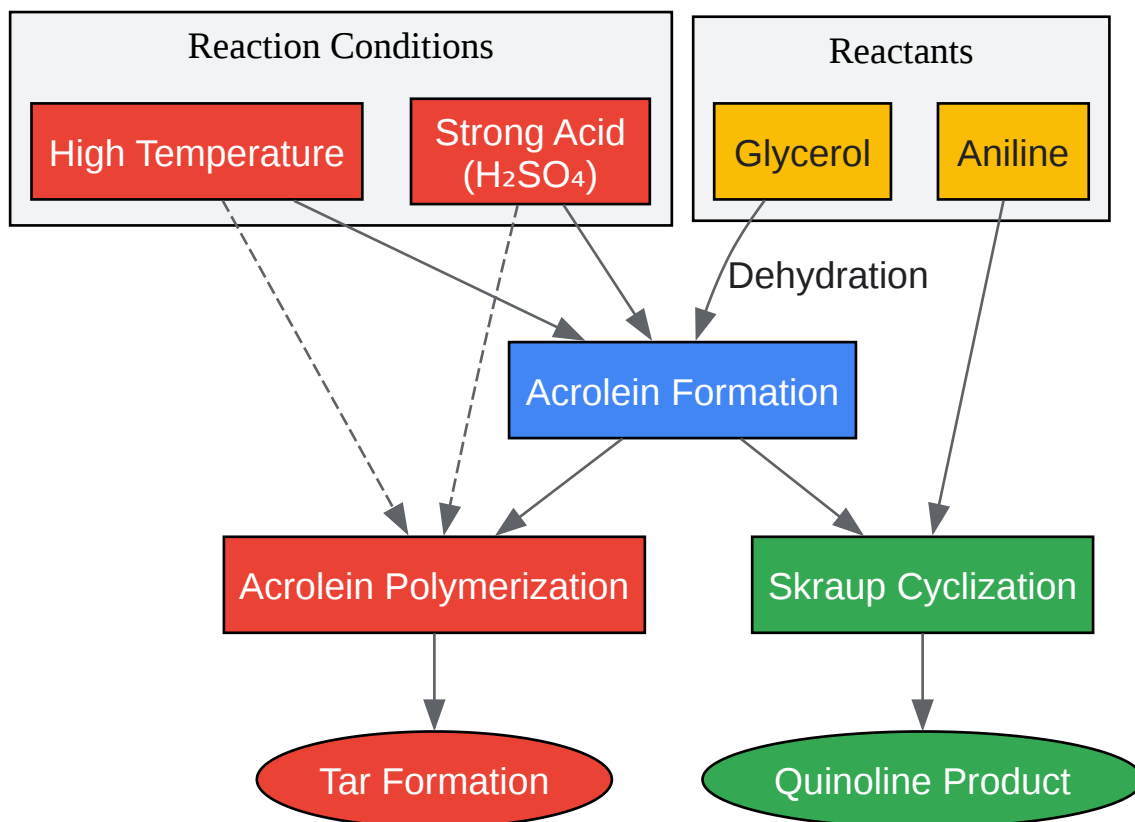 Reaction Conditions
Reactants
High Temperature
Strong Acid
(H₂SO₄)
Glycerol
Aniline
Dehydration
Acrolein Formation
Acrolein Polymerization
Skraup Cyclization
Tar Formation
Quinoline Product